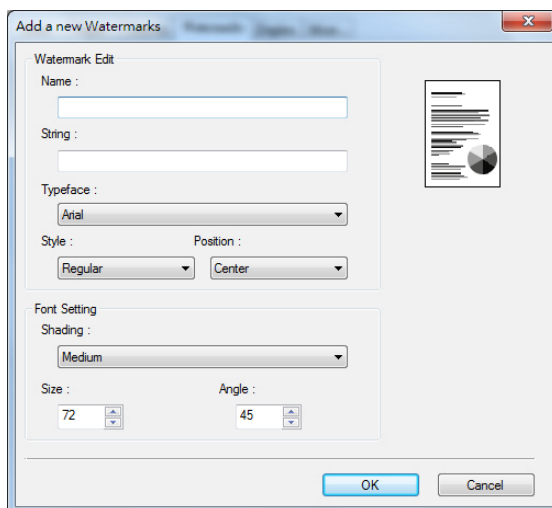 Add a new Watermarks
Watermark Edit
Name :
String :
Typeface :
Arial
Style :
Position :
Regular
Center
Font Setting
Shading :
Medium
Size :
Angle :
72
45
OK
Cancel